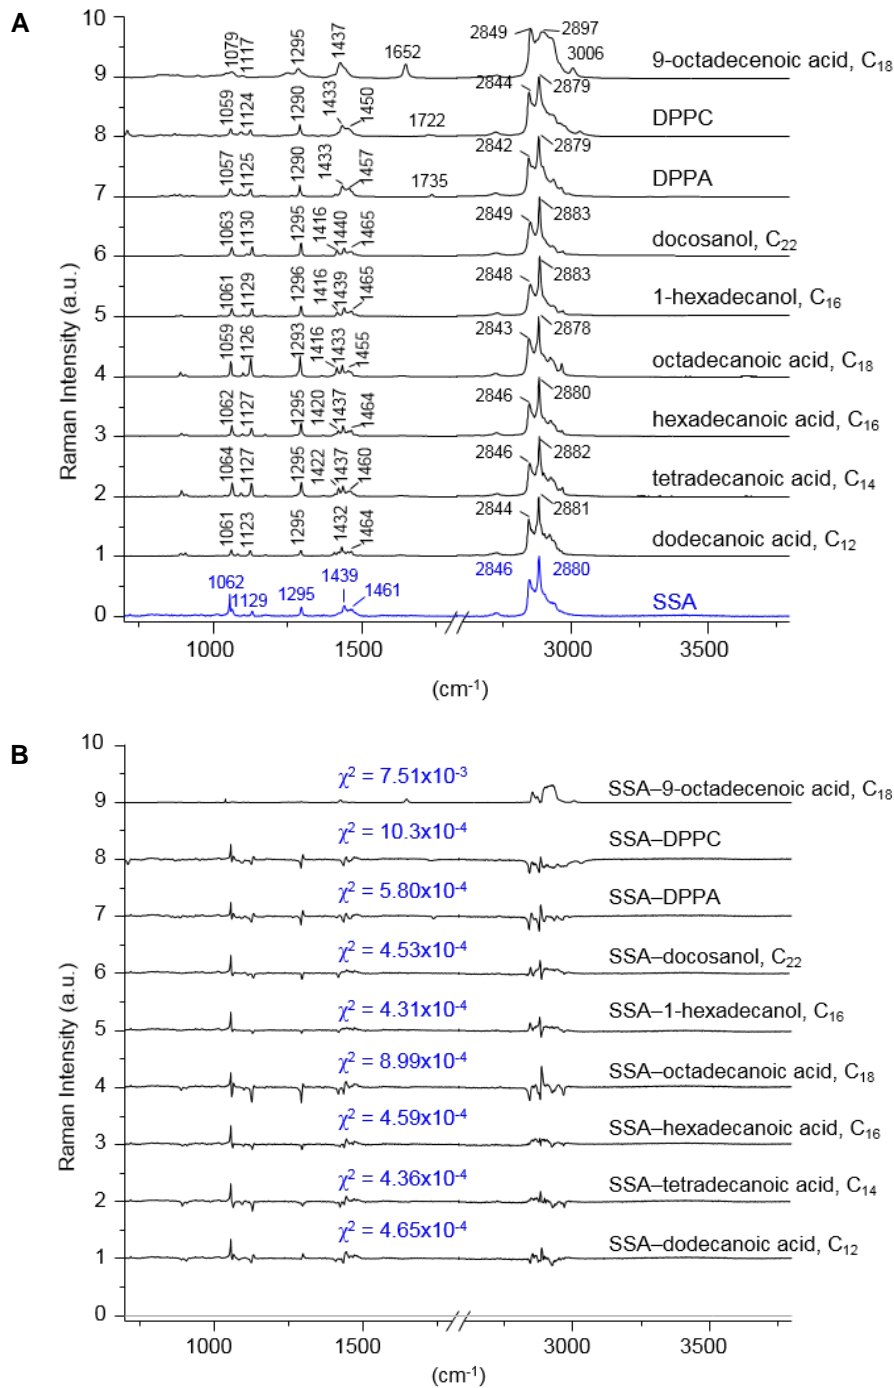 A
Raman Intensity (a.u.)
10
9
8
7
6
5
4
3
2
1
0
1079 1117 1295 1437 1652 2849 2897 3006 9-octadecenoic acid, C₁₈
1059 1124 1290 1433 1450 1722 2844 2879 DPPC
1057 1125 1290 1433 1457 1735 2842 2879 DPPA
1063 1130 1295 1416 1440 1465 2849 2883 docosanol, C₂₂
1061 1129 1296 1416 1439 1465 2848 2883 1-hexadecanol, C₁₆
1059 1126 1293 1416 1433 1455 2843 2878 octadecanoic acid, C₁₈
1062 1127 1295 1420 1437 1464 2846 2880 hexadecanoic acid, C₁₆
1064 1127 1295 1422 1437 1460 2846 2882 tetradecanoic acid, C₁₄
1061 1123 1295 1432 1464 2844 2881 dodecanoic acid, C₁₂
1062 1129 1295 1439 1461 2846 2880 SSA
1000 1500 3000 3500
(cm⁻¹)
B
Raman Intensity (a.u.)
10
9
8
7
6
5
4
3
2
1
0
χ² = 7.51x10⁻³ SSA–9-octadecenoic acid, C₁₈
χ² = 10.3x10⁻⁴ SSA–DPPC
χ² = 5.80x10⁻⁴ SSA–DPPA
χ² = 4.53x10⁻⁴ SSA–docosanol, C₂₂
χ² = 4.31x10⁻⁴ SSA–1-hexadecanol, C₁₆
χ² = 8.99x10⁻⁴ SSA–octadecanoic acid, C₁₈
χ² = 4.59x10⁻⁴ SSA–hexadecanoic acid, C₁₆
χ² = 4.36x10⁻⁴ SSA–tetradecanoic acid, C₁₄
χ² = 4.65x10⁻⁴ SSA–dodecanoic acid, C₁₂
1000 1500 3000 3500
(cm⁻¹)